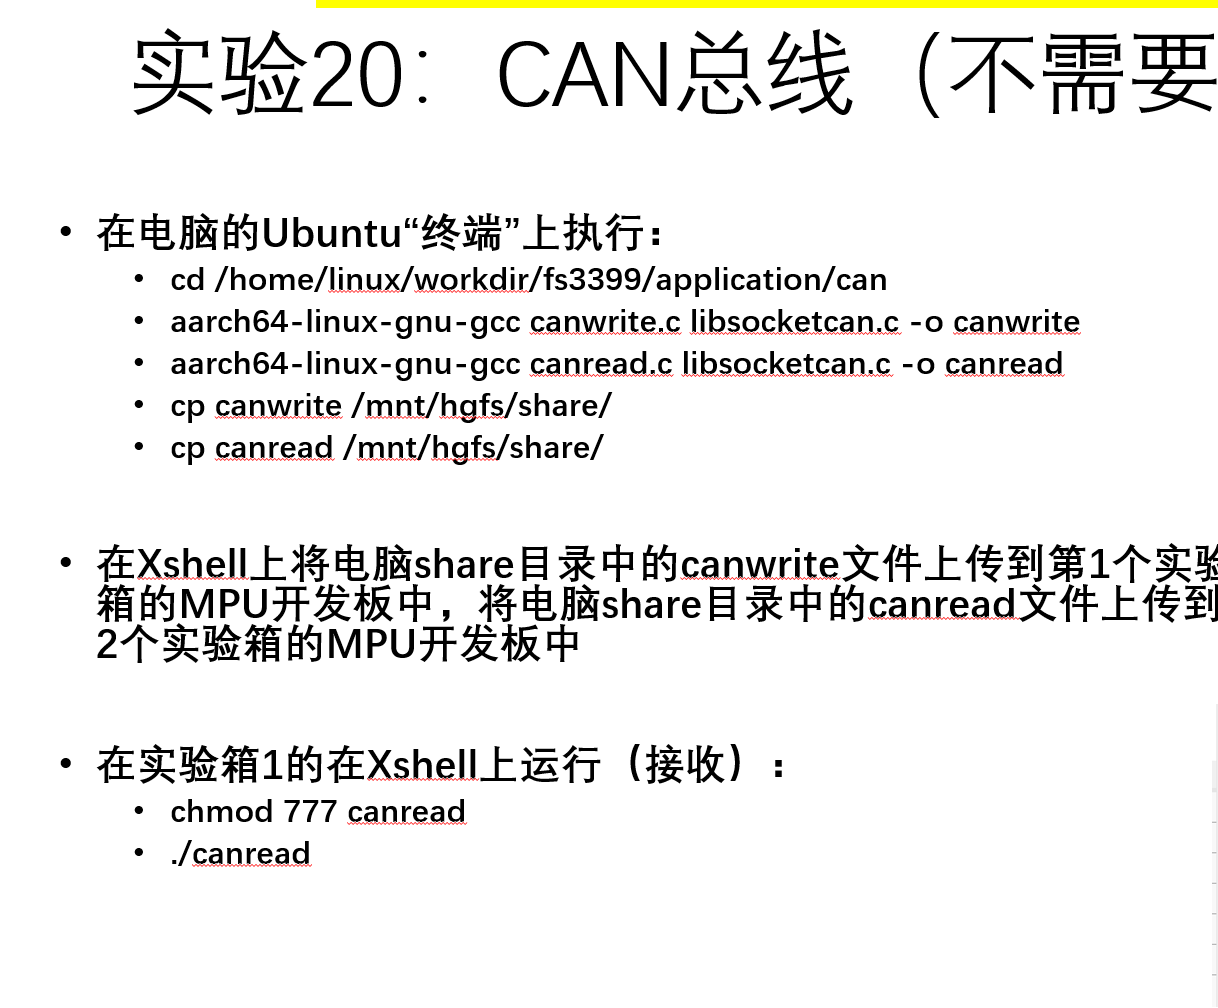 实验20： CAN总线（不需要
• 在电脑的Ubuntu“终端”上执行：
• cd /home/linux/workdir/fs3399/application/can
• aarch64-linux-gnu-gcc canwrite.c libsocketcan.c -o canwrite
• aarch64-linux-gnu-gcc canread.c libsocketcan.c -o canread
• cp canwrite /mnt/hgfs/share/
• cp canread /mnt/hgfs/share/
• 在Xshell上将电脑share目录中的canwrite文件上传到第1个实验
箱的MPU开发板中，将电脑share目录中的canread文件上传到
2个实验箱的MPU开发板中
• 在实验箱1的在Xshell上运行（接收）：
• chmod 777 canread
• ./canread